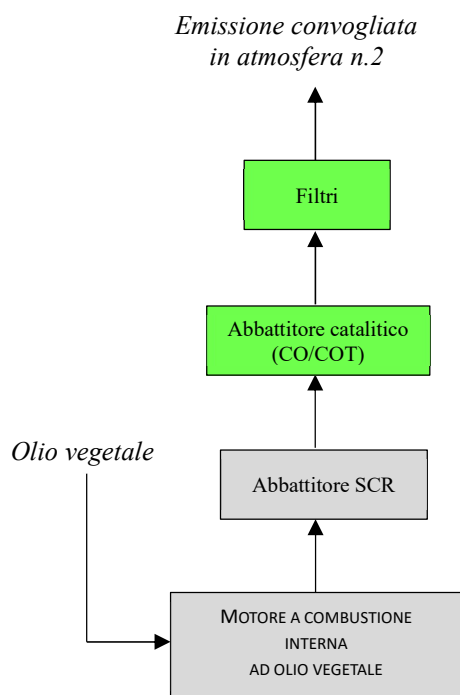 Emissione convogliata
in atmosfera n.2
Filtri
Abbattitore catalitico
(CO/COT)
Olio vegetale
Abbattitore SCR
MOTORE A COMBUSTIONE
INTERNA
AD OLIO VEGETALE